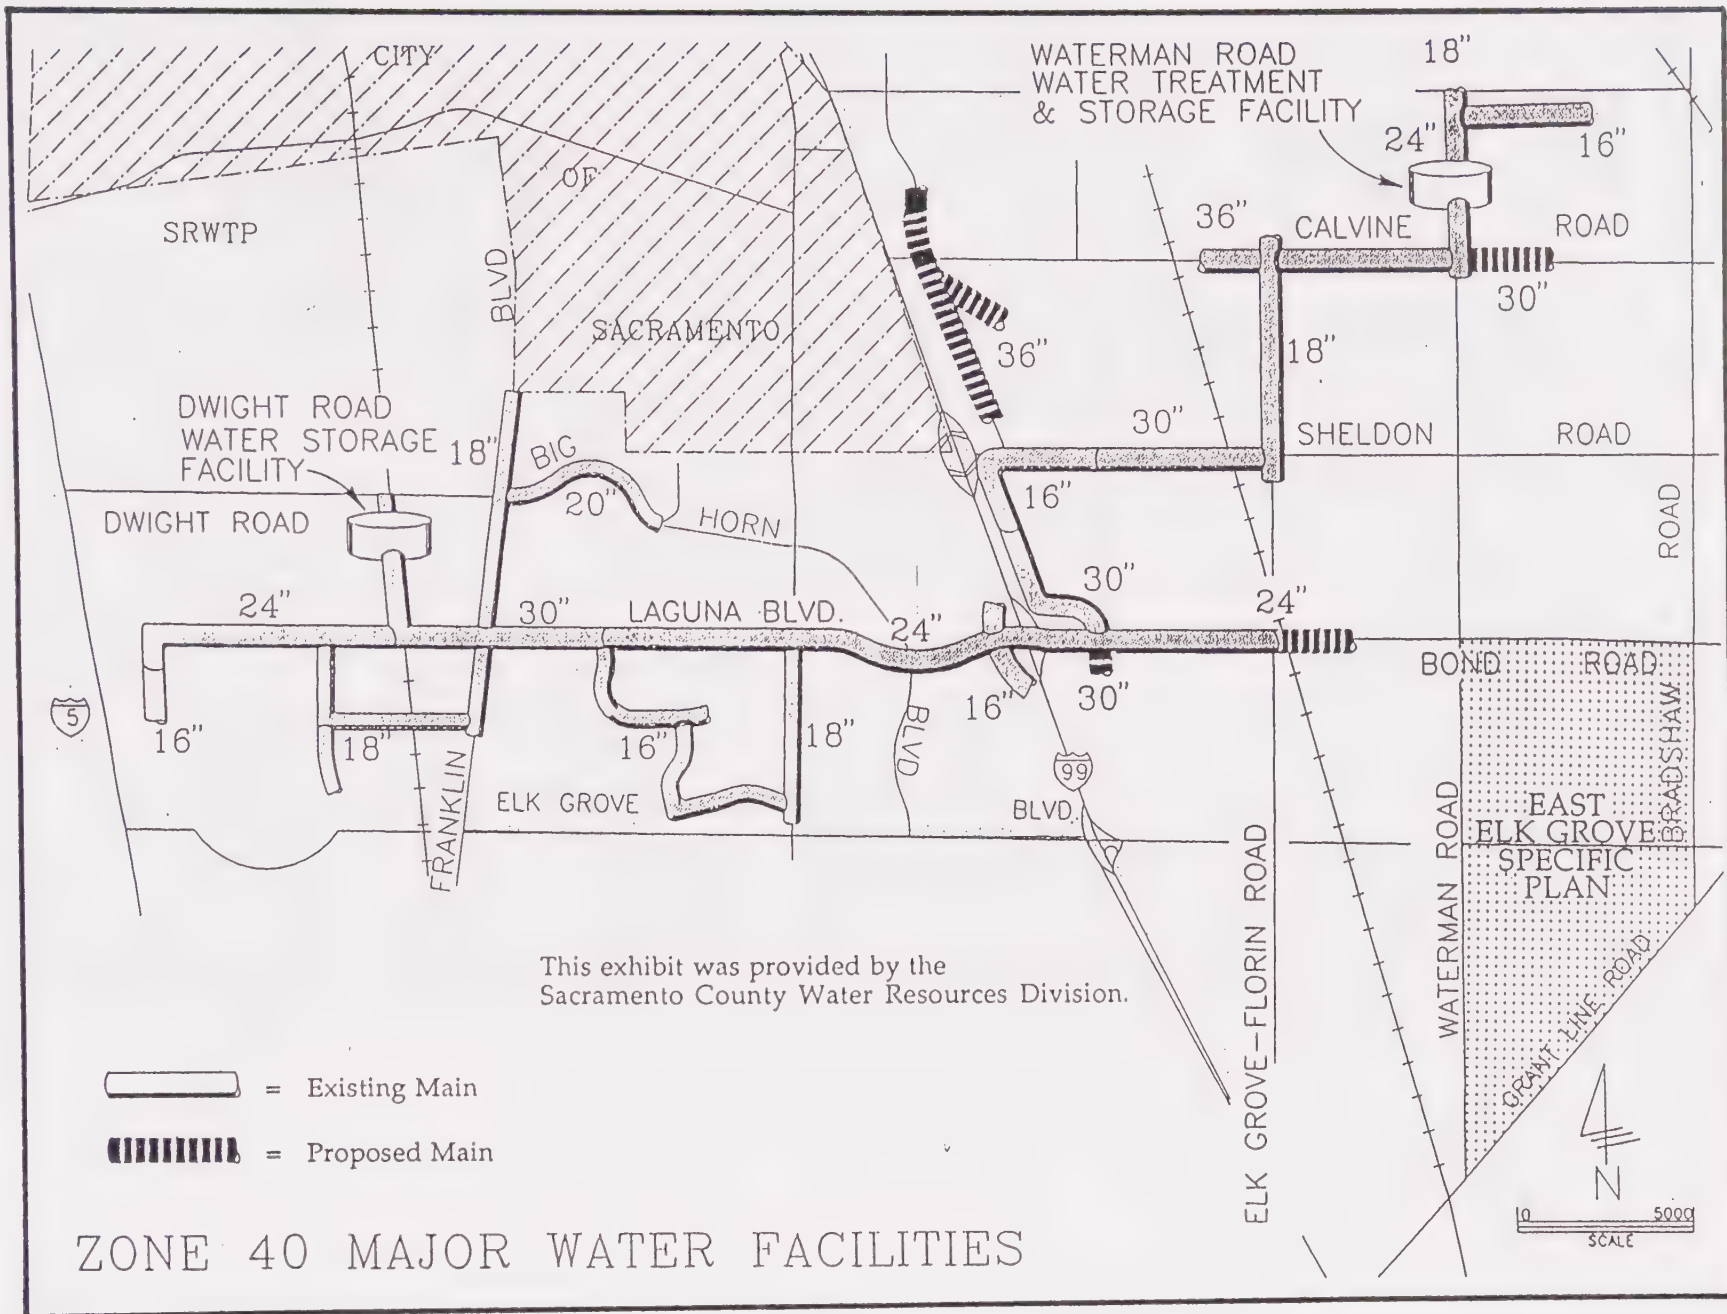 CITY
OF
SACRAMENTO
WATERMAN ROAD
WATER TREATMENT
& STORAGE FACILITY
18"
24"
16"
SRWTP
BLVD
36"
CALVINE ROAD
30"
36"
18"
DWIGHT ROAD
WATER STORAGE
FACILITY
18"
BIG
20"
HORN
30"
SHELDON ROAD
16"
DWIGHT ROAD
ROAD
24"
30"
LAGUNA BLVD.
24"
30"
24"
BOND ROAD
5
16"
18"
16"
18"
BLVD
16"
30"
99
FRANKLIN
ELK GROVE
BLVD.
BRADSHAW
EAST
ELK GROVE
SPECIFIC
PLAN
WATERMAN ROAD
ELK GROVE-FLORIN ROAD
GRANT LINE ROAD
This exhibit was provided by the
Sacramento County Water Resources Division.
= Existing Main
= Proposed Main
N
0 5000
SCALE
ZONE 40 MAJOR WATER FACILITIES